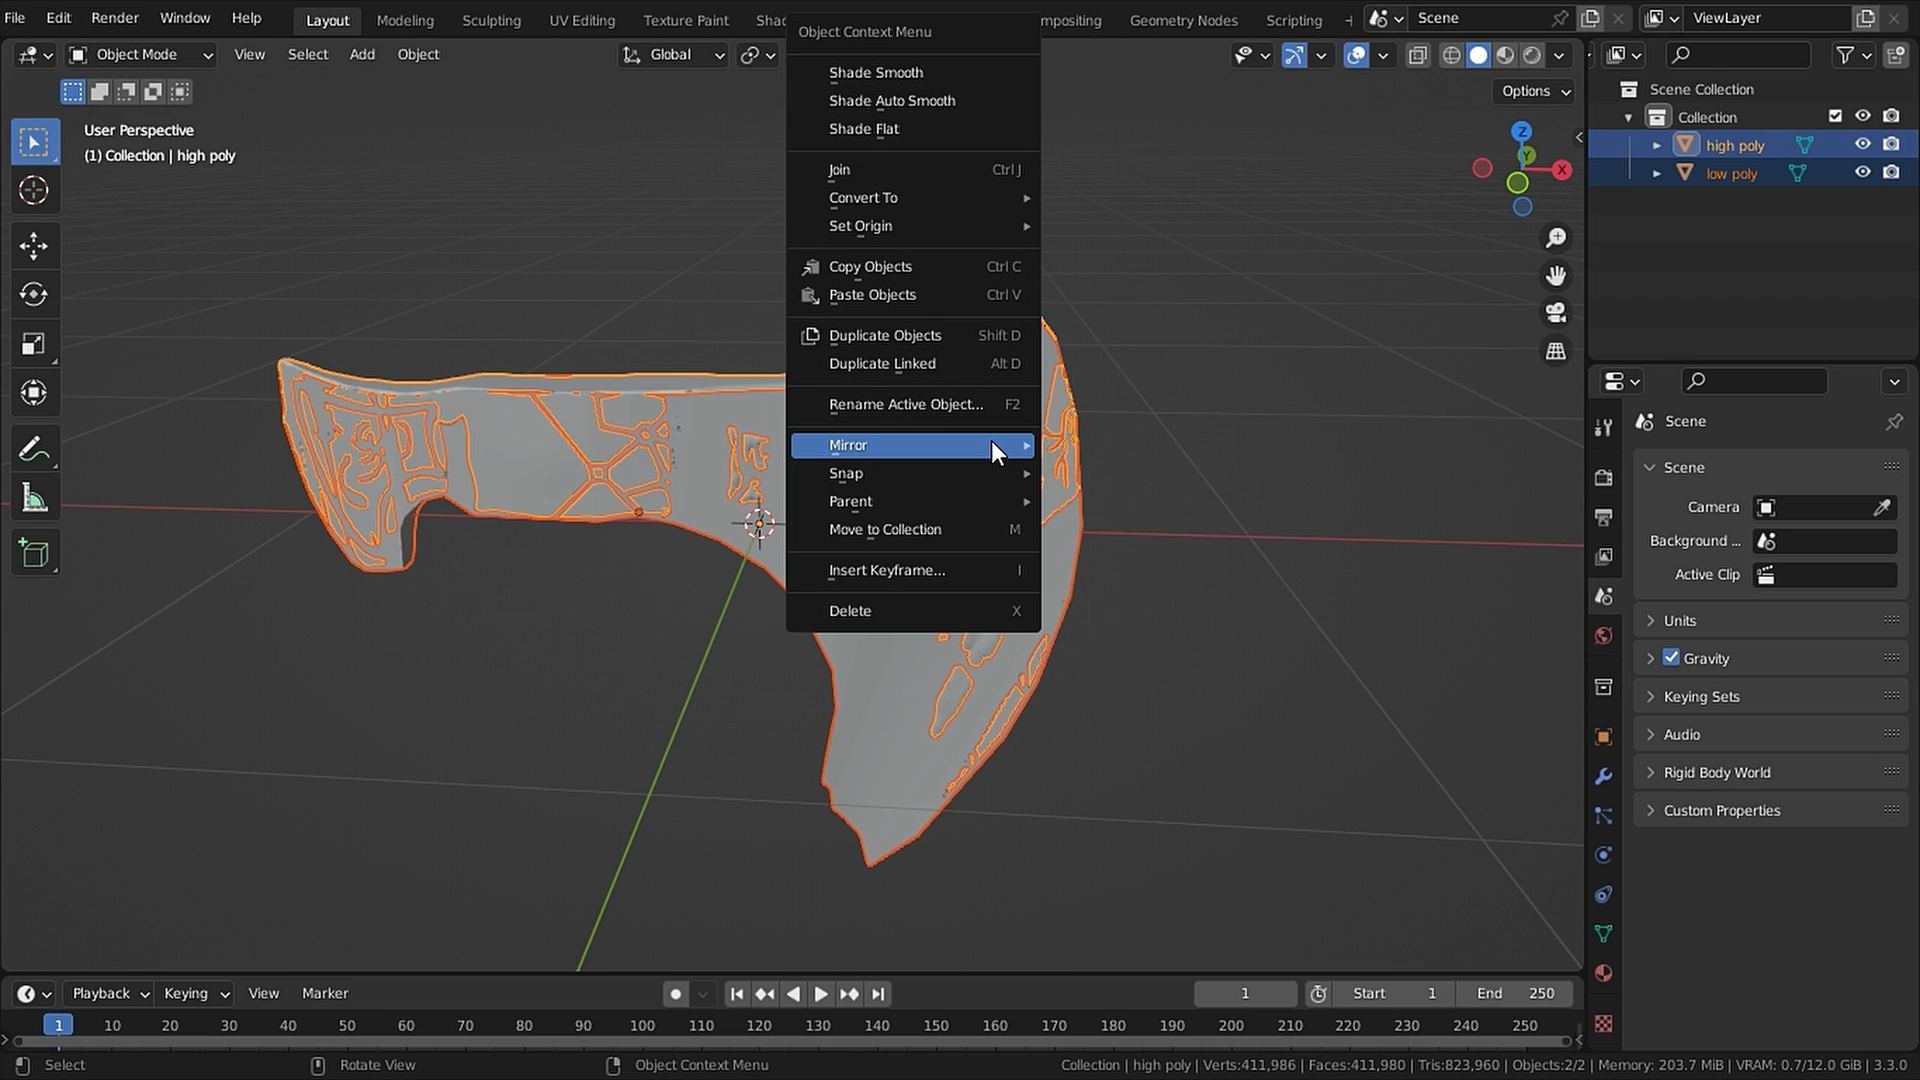 File Edit Render Window Help Layout Modeling Sculpting UV Editing Texture Paint Sha mpositing Geometry Nodes Scripting Scene ViewLayer
Object Mode View Select Add Object Global
Options
User Perspective
(1) Collection | high poly
Z
Y
X
Object Context Menu
Shade Smooth
Shade Auto Smooth
Shade Flat
Join Ctrl J
Convert To
Set Origin
Copy Objects Ctrl C
Paste Objects Ctrl V
Duplicate Objects Shift D
Duplicate Linked Alt D
Rename Active Object... F2
Mirror
Snap
Parent
Move to Collection M
Insert Keyframe... I
Delete X
Scene Collection
Collection
high poly
low poly
Scene
Scene
Camera
Background ...
Active Clip
Units
Gravity
Keying Sets
Audio
Rigid Body World
Custom Properties
Playback Keying View Marker 1 Start 1 End 250
1 10 20 30 40 50 60 70 80 90 100 110 120 130 140 150 160 170 180 190 200 210 220 230 240 250
Select Rotate View Object Context Menu Collection | high poly | Verts:411,986 | Faces:411,980 | Tris:823,960 | Objects:2/2 | Memory: 203.7 MiB | VRAM: 0.7/12.0 GiB | 3.3.0